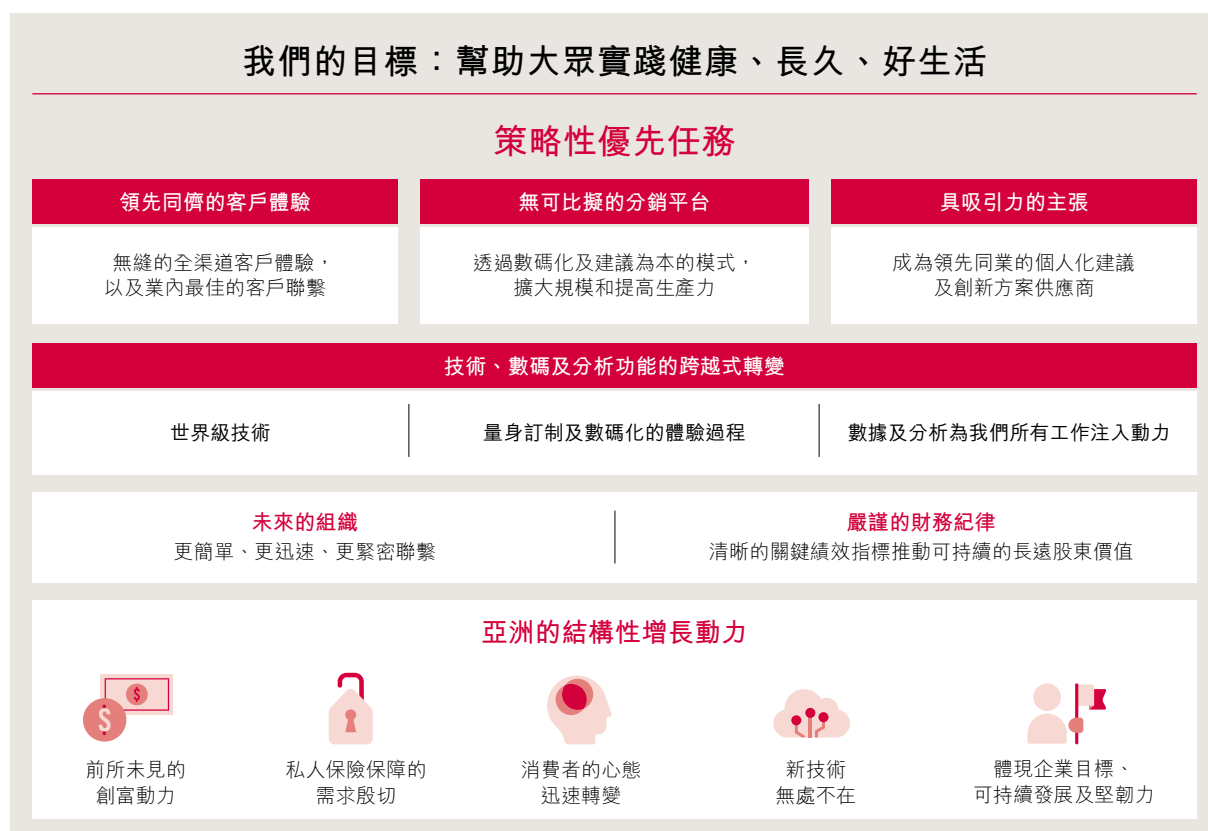 我們的目標：幫助大眾實踐健康、長久、好生活
策略性優先任務
領先同儕的客戶體驗
無縫的全渠道客戶體驗，
以及業內最佳的客戶聯繫
無可比擬的分銷平台
透過數碼化及建議為本的模式，
擴大規模和提高生產力
具吸引力的主張
成為領先同業的個人化建議
及創新方案供應商
技術、數碼及分析功能的跨越式轉變
世界級技術
量身訂制及數碼化的體驗過程
數據及分析為我們所有工作注入動力
未來的組織
更簡單、更迅速、更緊密聯繫
嚴謹的財務紀律
清晰的關鍵績效指標推動可持續的長遠股東價值
亞洲的結構性增長動力
$
$
前所未見的
創富動力
私人保險保障的
需求殷切
消費者的心態
迅速轉變
新技術
無處不在
體現企業目標、
可持續發展及堅韌力